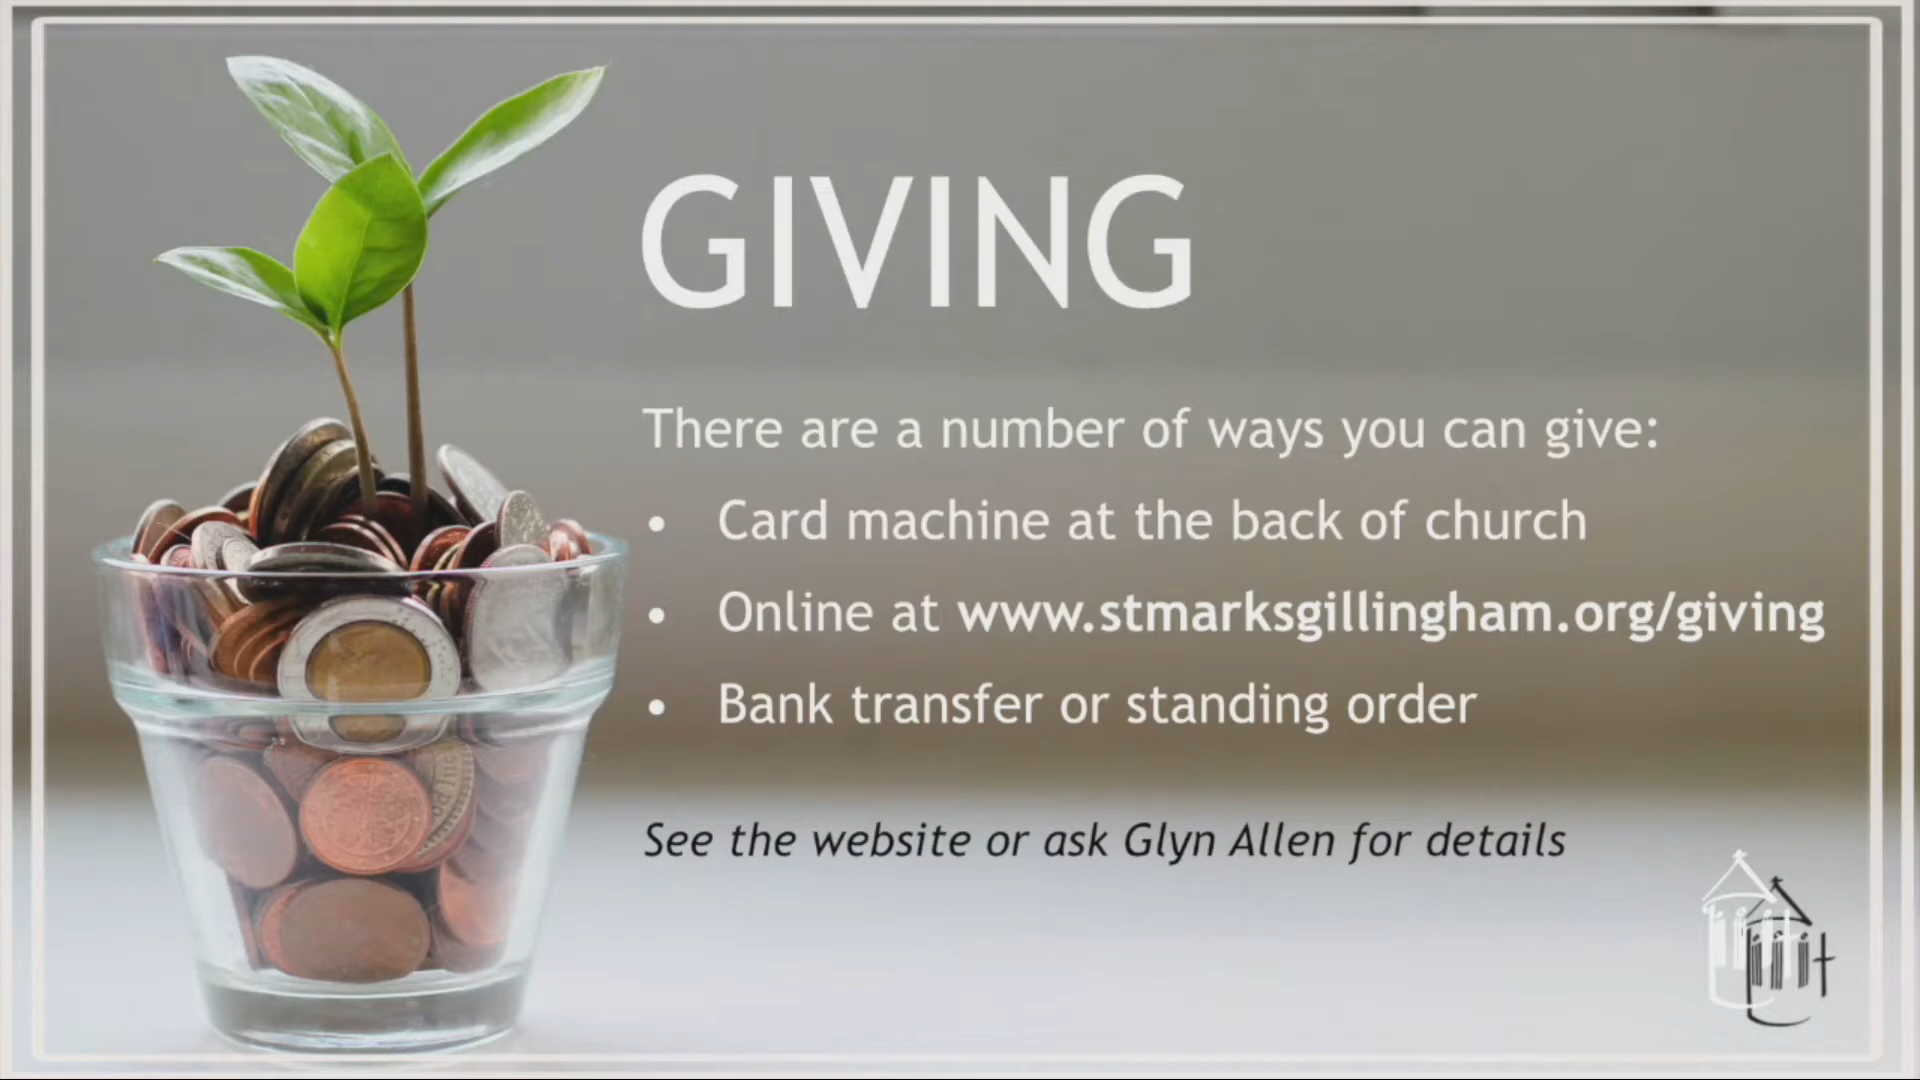 GIVING
There are a number of ways you can give:
• Card machine at the back of church
• Online at www.stmarksgillingham.org/giving
• Bank transfer or standing order
See the website or ask Glyn Allen for details